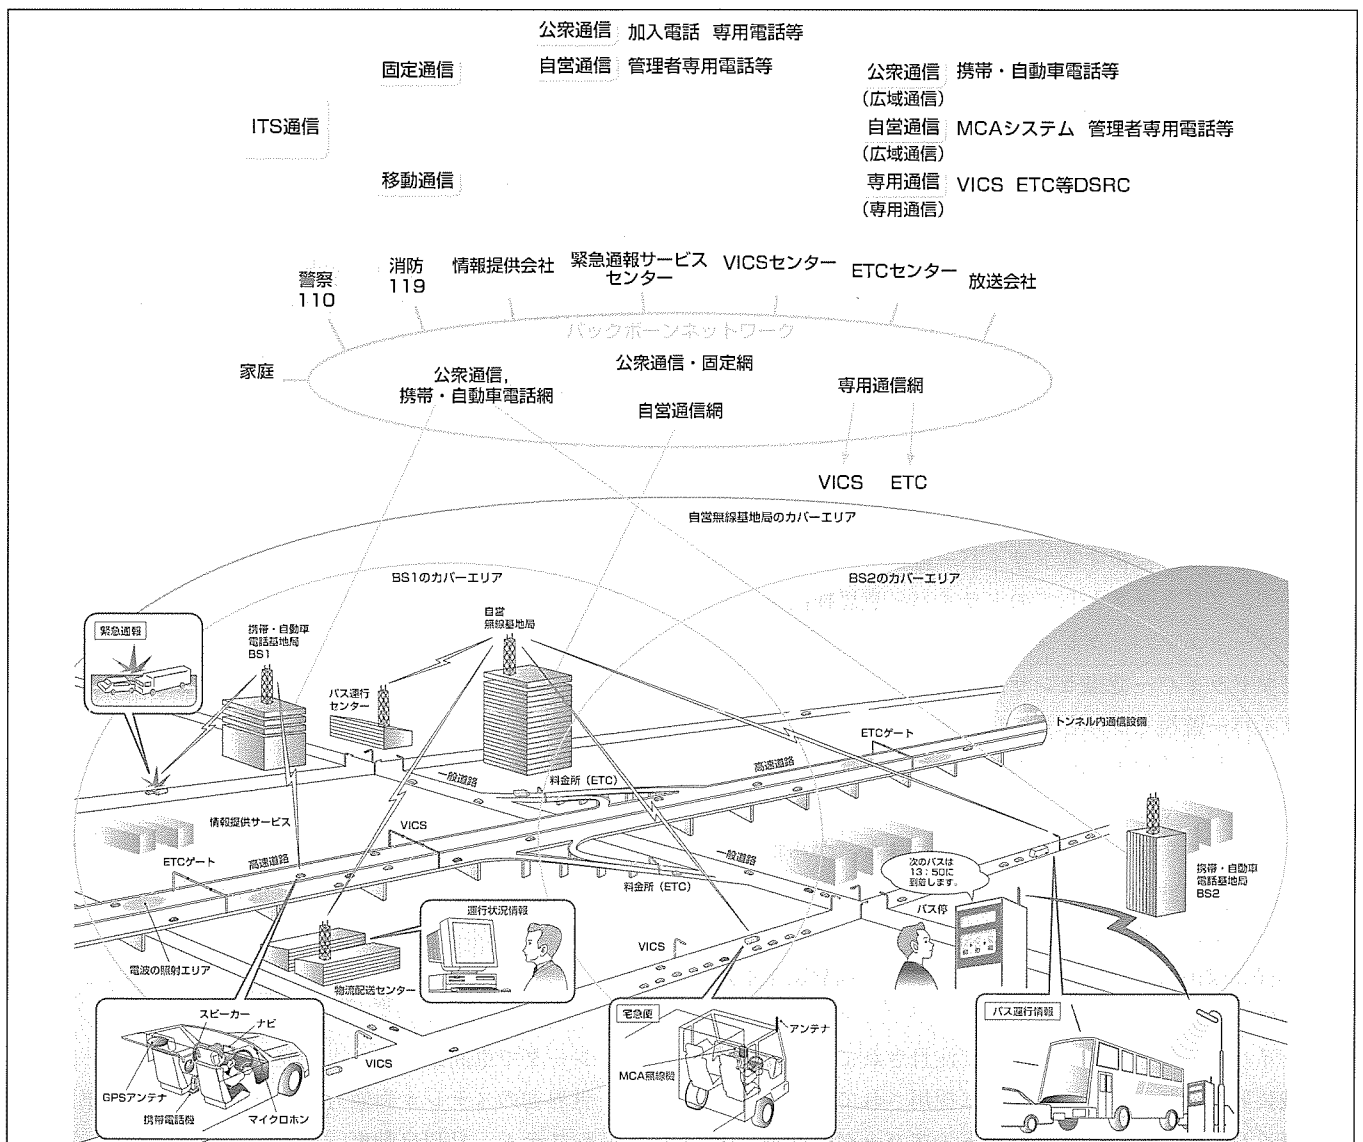 公衆通信 加入電話 専用電話等
固定通信
自営通信 管理者専用電話等
公衆通信 携帯・自動車電話等
(広域通信)
ITS通信
自営通信 MCAシステム 管理者専用電話等
(広域通信)
移動通信
専用通信 VICS ETC等DSRC
(専用通信)
警察
110
消防
119
情報提供会社
緊急通報サービス
センター
VICSセンター
ETCセンター
放送会社
バックボーンネットワーク
家庭
公衆通信,
携帯・自動車電話網
公衆通信・固定網
自営通信網
専用通信網
VICS
ETC
自営無線基地局のカバーエリア
BS1のカバーエリア
BS2のカバーエリア
緊急通報
携帯・自動車
電話基地局
BS1
自営
無線基地局
バス運行
センター
トンネル内通信設備
ETCゲート
一般道路
料金所(ETC)
高速道路
情報提供サービス
VICS
ETCゲート
高速道路
一般道路
料金所(ETC)
次のバスは
13:50に
到着します。
バス停
携帯・自動車
電話基地局
BS2
運行状況情報
電波の照射エリア
物流配送センター
VICS
スピーカー
ナビ
GPSアンテナ
携帯電話機
マイクロホン
VICS
宅急便
アンテナ
MCA無線機
バス運行情報